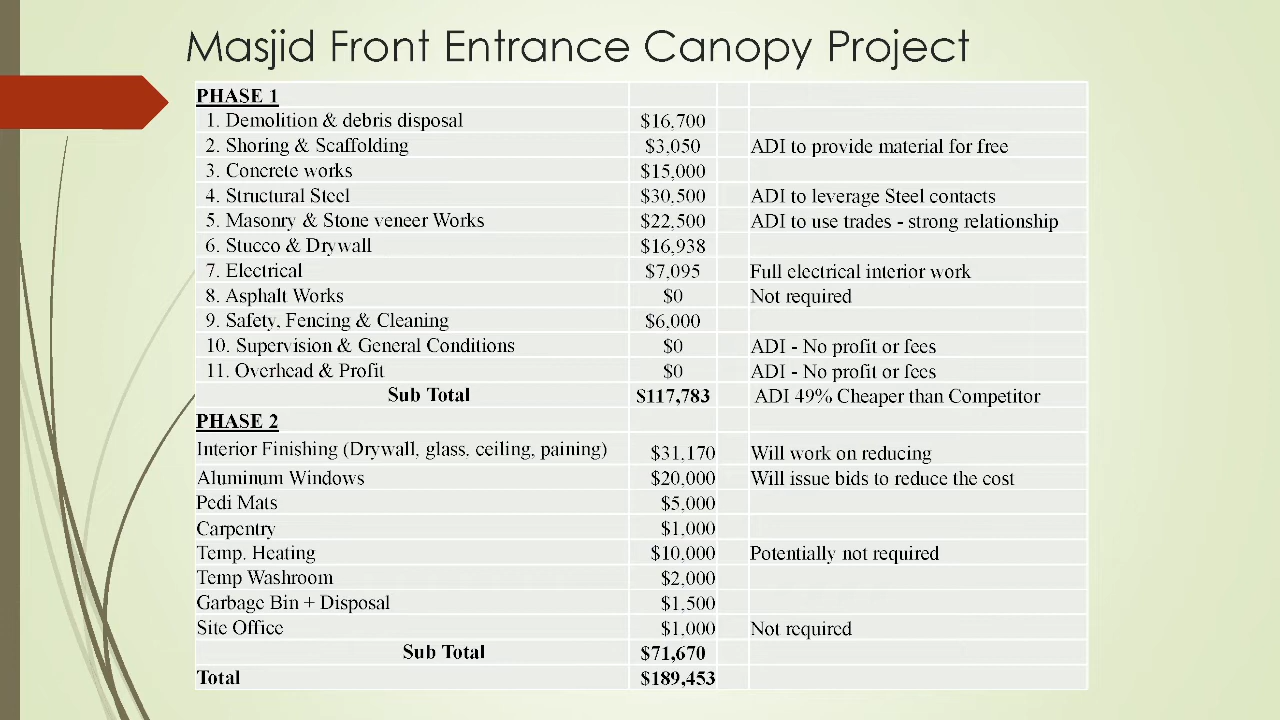 Masjid Front Entrance Canopy Project
PHASE 1
1. Demolition & debris disposal $16,700
2. Shoring & Scaffolding $3,050 ADI to provide material for free
3. Concrete works $15,000
4. Structural Steel $30,500 ADI to leverage Steel contacts
5. Masonry & Stone veneer Works $22,500 ADI to use trades - strong relationship
6. Stucco & Drywall $16,938
7. Electrical $7,095 Full electrical interior work
8. Asphalt Works $0 Not required
9. Safety, Fencing & Cleaning $6,000
10. Supervision & General Conditions $0 ADI - No profit or fees
11. Overhead & Profit $0 ADI - No profit or fees
Sub Total $117,783 ADI 49% Cheaper than Competitor
PHASE 2
Interior Finishing (Drywall, glass, ceiling, paining) $31,170 Will work on reducing
Aluminum Windows $20,000 Will issue bids to reduce the cost
Pedi Mats $5,000
Carpentry $1,000
Temp. Heating $10,000 Potentially not required
Temp Washroom $2,000
Garbage Bin + Disposal $1,500
Site Office $1,000 Not required
Sub Total $71,670
Total $189,453